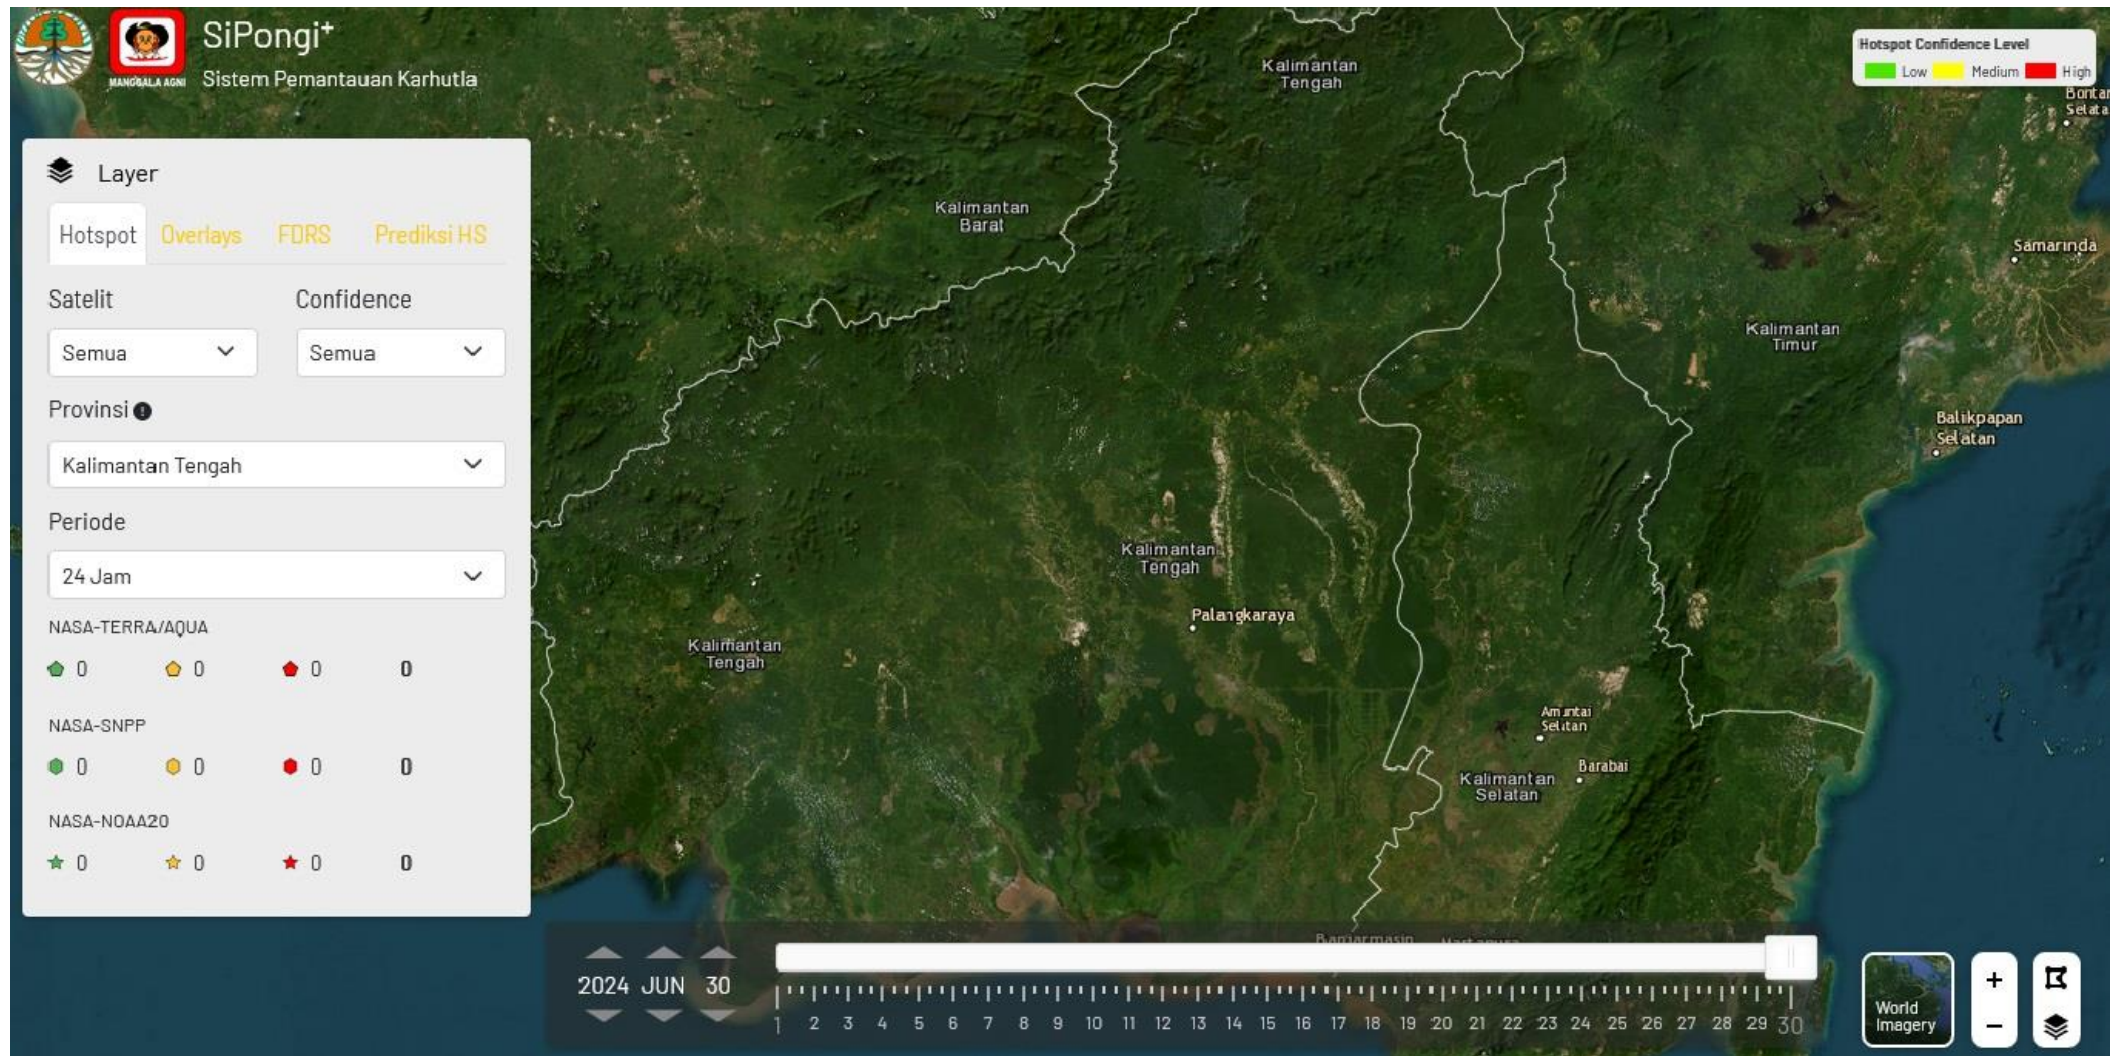 SiPongi+
MANGGALA AGNI
Sistem Pemantauan Karhutla
Hotspot Confidence Level
Low Medium High
Layer
Hotspot Overlays FDRS Prediksi HS
Satelit Confidence
Semua Semua
Provinsi
Kalimantan Tengah
Periode
24 Jam
NASA-TERRA/AQUA
0 0 0 0
NASA-SNPP
0 0 0 0
NASA-NOAA20
0 0 0 0
Kalimantan
Tengah
Kalimantan
Barat
Samarinda
Kalimantan
Timur
Balikpapan
Selatan
Kalimantan
Tengah
Palangkaraya
Kalimantan
Tengah
Amuntai
Selatan
Barabai
Kalimantan
Selatan
Banjarmasin Martapura
2024 JUN 30
1 2 3 4 5 6 7 8 9 10 11 12 13 14 15 16 17 18 19 20 21 22 23 24 25 26 27 28 29 30
World
Imagery
+
−